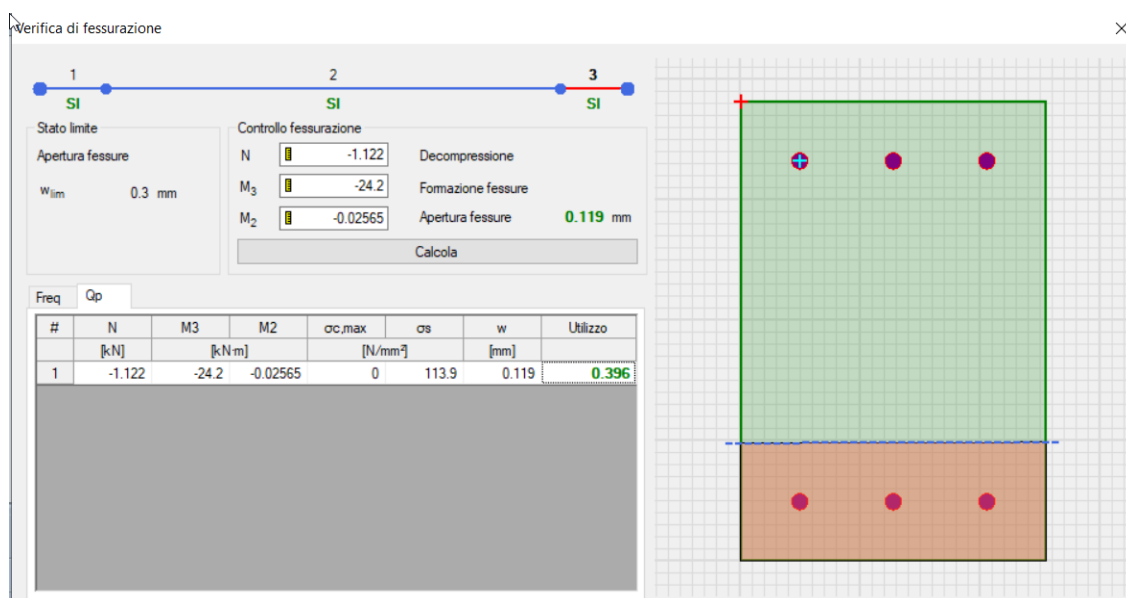 Verifica di fessurazione
1 2 3
SI SI SI
Stato limite
Apertura fessure
wlim 0.3 mm
Controllo fessurazione
N -1.122 Decompressione
M3 -24.2 Formazione fessure
M2 -0.02565 Apertura fessure 0.119 mm
Calcola
Freq Qp
# N M3 M2 σc,max σs w Utilizzo
[kN] [kN·m] [N/mm²] [mm]
1 -1.122 -24.2 -0.02565 0 113.9 0.119 0.396